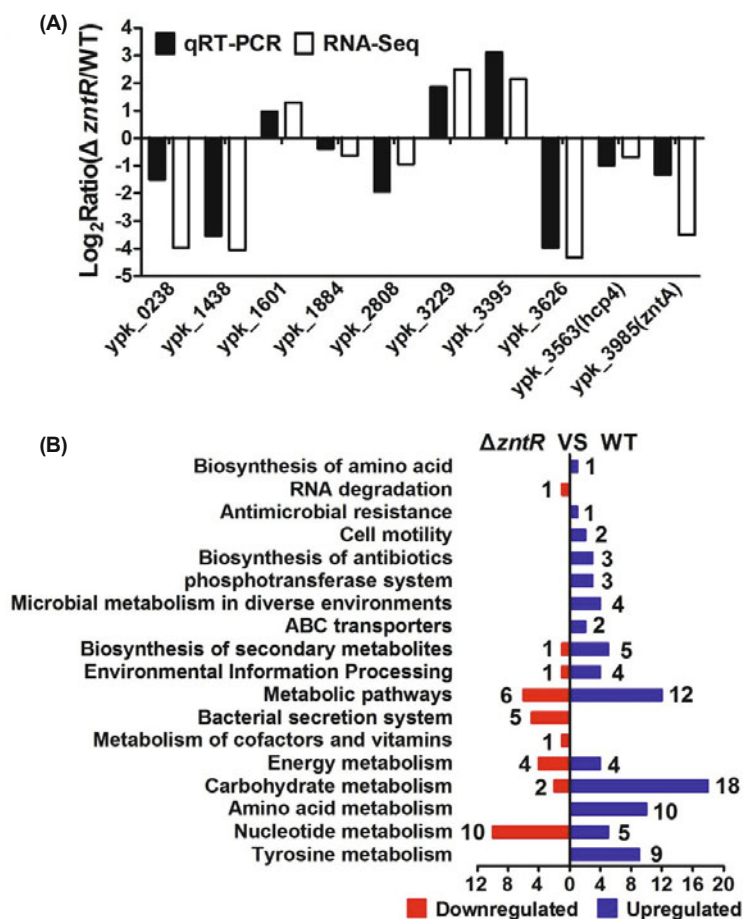 (A)
qRT-PCR RNA-Seq
Log2Ratio(Δ zntR/WT)
4
3
2
1
0
-1
-2
-3
-4
-5
ypk_0238
ypk_1438
ypk_1601
ypk_1884
ypk_2808
ypk_3229
ypk_3395
ypk_3626
ypk_3563(hcp4)
ypk_3985(zntA)
(B)
ΔzntR VS WT
Biosynthesis of amino acid 1
RNA degradation 1
Antimicrobial resistance 1
Cell motility 2
Biosynthesis of antibiotics 3
phosphotransferase system 3
Microbial metabolism in diverse environments 4
ABC transporters 2
Biosynthesis of secondary metabolites 1 5
Environmental Information Processing 1 4
Metabolic pathways 6 12
Bacterial secretion system 5
Metabolism of cofactors and vitamins 1
Energy metabolism 4 4
Carbohydrate metabolism 2 18
Amino acid metabolism 10
Nucleotide metabolism 10 5
Tyrosine metabolism 9
12 8 4 0 4 8 12 16 20
Downregulated Upregulated